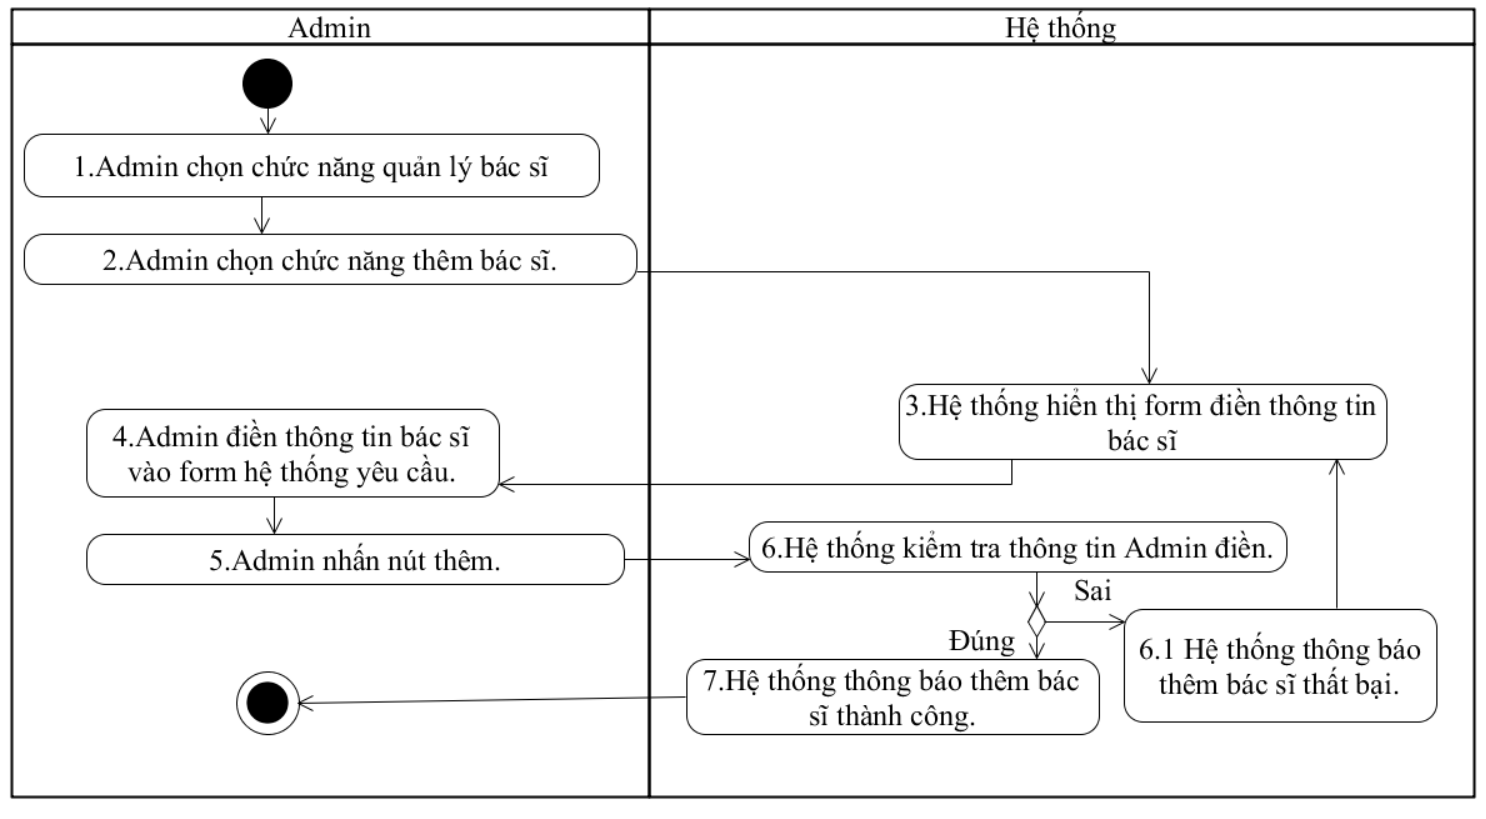 Admin
Hệ thống
1.Admin chọn chức năng quản lý bác sĩ
2.Admin chọn chức năng thêm bác sĩ.
3.Hệ thống hiển thị form điền thông tin
bác sĩ
4.Admin điền thông tin bác sĩ
vào form hệ thống yêu cầu.
5.Admin nhấn nút thêm.
6.Hệ thống kiểm tra thông tin Admin điền.
Sai
Đúng
6.1 Hệ thống thông báo
thêm bác sĩ thất bại.
7.Hệ thống thông báo thêm bác
sĩ thành công.